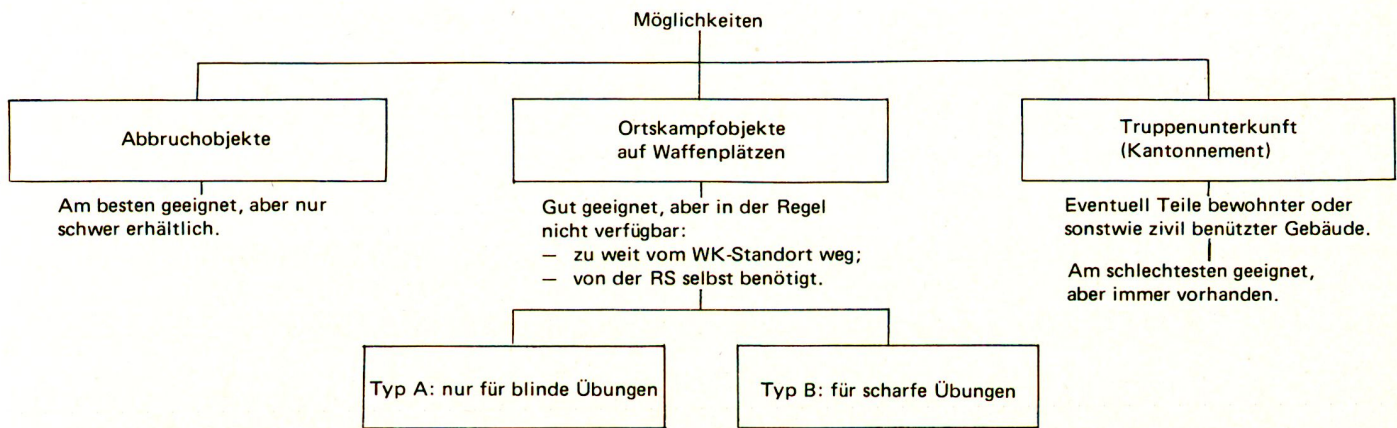 Möglichkeiten
Abbruchobjekte
Am besten geeignet, aber nur
schwer erhältlich.
Ortskampfobjekte
auf Waffenplätzen
Gut geeignet, aber in der Regel
nicht verfügbar:
— zu weit vom WK-Standort weg;
— von der RS selbst benötigt.
Typ A: nur für blinde Übungen
Typ B: für scharfe Übungen
Truppenunterkunft
(Kantonnement)
Eventuell Teile bewohnter oder
sonstwie zivil benützter Gebäude.
Am schlechtesten geeignet,
aber immer vorhanden.